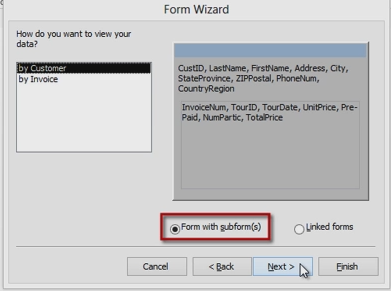 Form Wizard
How do you want to view your
data?
by Customer
by Invoice
CustID, LastName, FirstName, Address, City,
StateProvince, ZIPPostal, PhoneNum,
CountryRegion
InvoiceNum, TourID, TourDate, UnitPrice, Pre-
Paid, NumPartic, TotalPrice
Form with subform(s) Linked forms
Cancel < Back Next > Finish